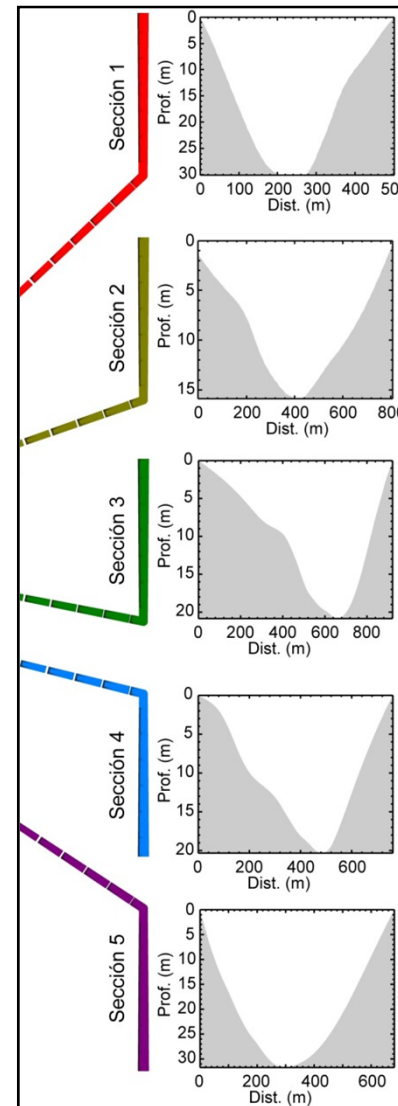 Sección 1
Prof. (m)
0
5
10
15
20
25
30
0 100 200 300 400 50
Dist. (m)
Sección 2
Prof. (m)
0
5
10
15
0 200 400 600 80
Dist. (m)
Sección 3
Prof. (m)
0
5
10
15
20
0 200 400 600 800
Dist. (m)
Sección 4
Prof. (m)
0
5
10
15
20
0 200 400 600
Dist. (m)
Sección 5
Prof. (m)
0
5
10
15
20
25
30
0 200 400 600
Dist. (m)